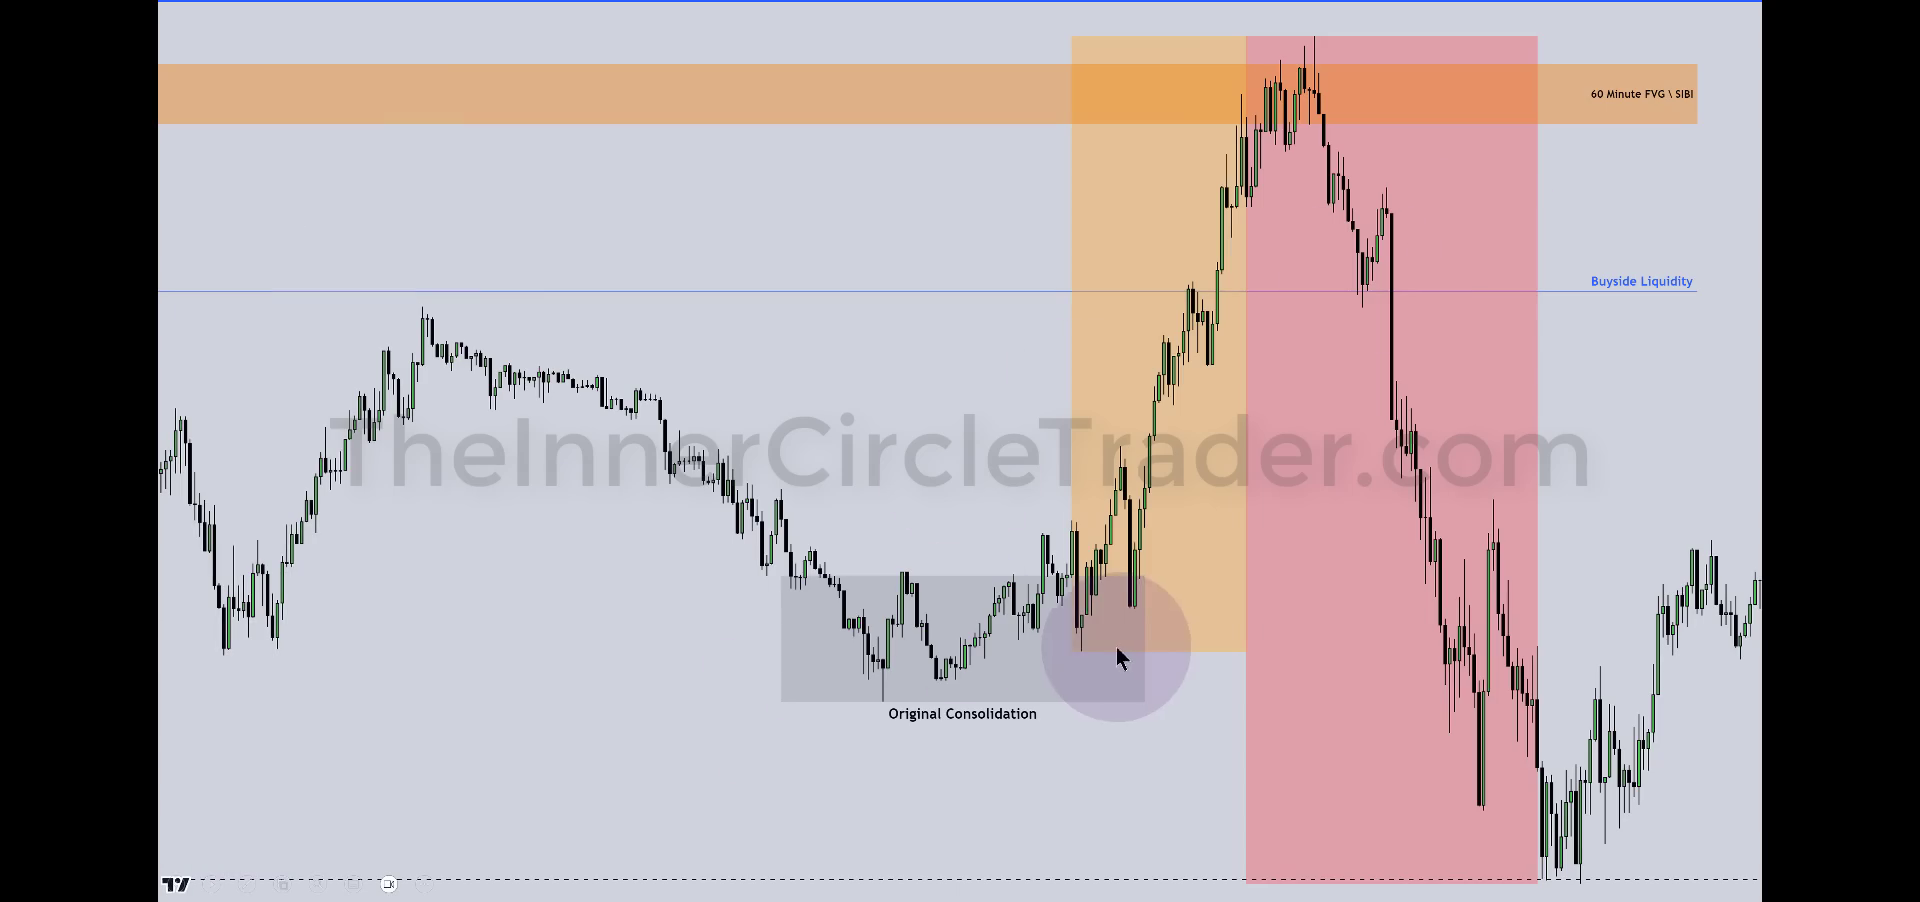 60 Minute FVG \ SIBI
Buyside Liquidity
TheInnerCircleTrader.com
Original Consolidation